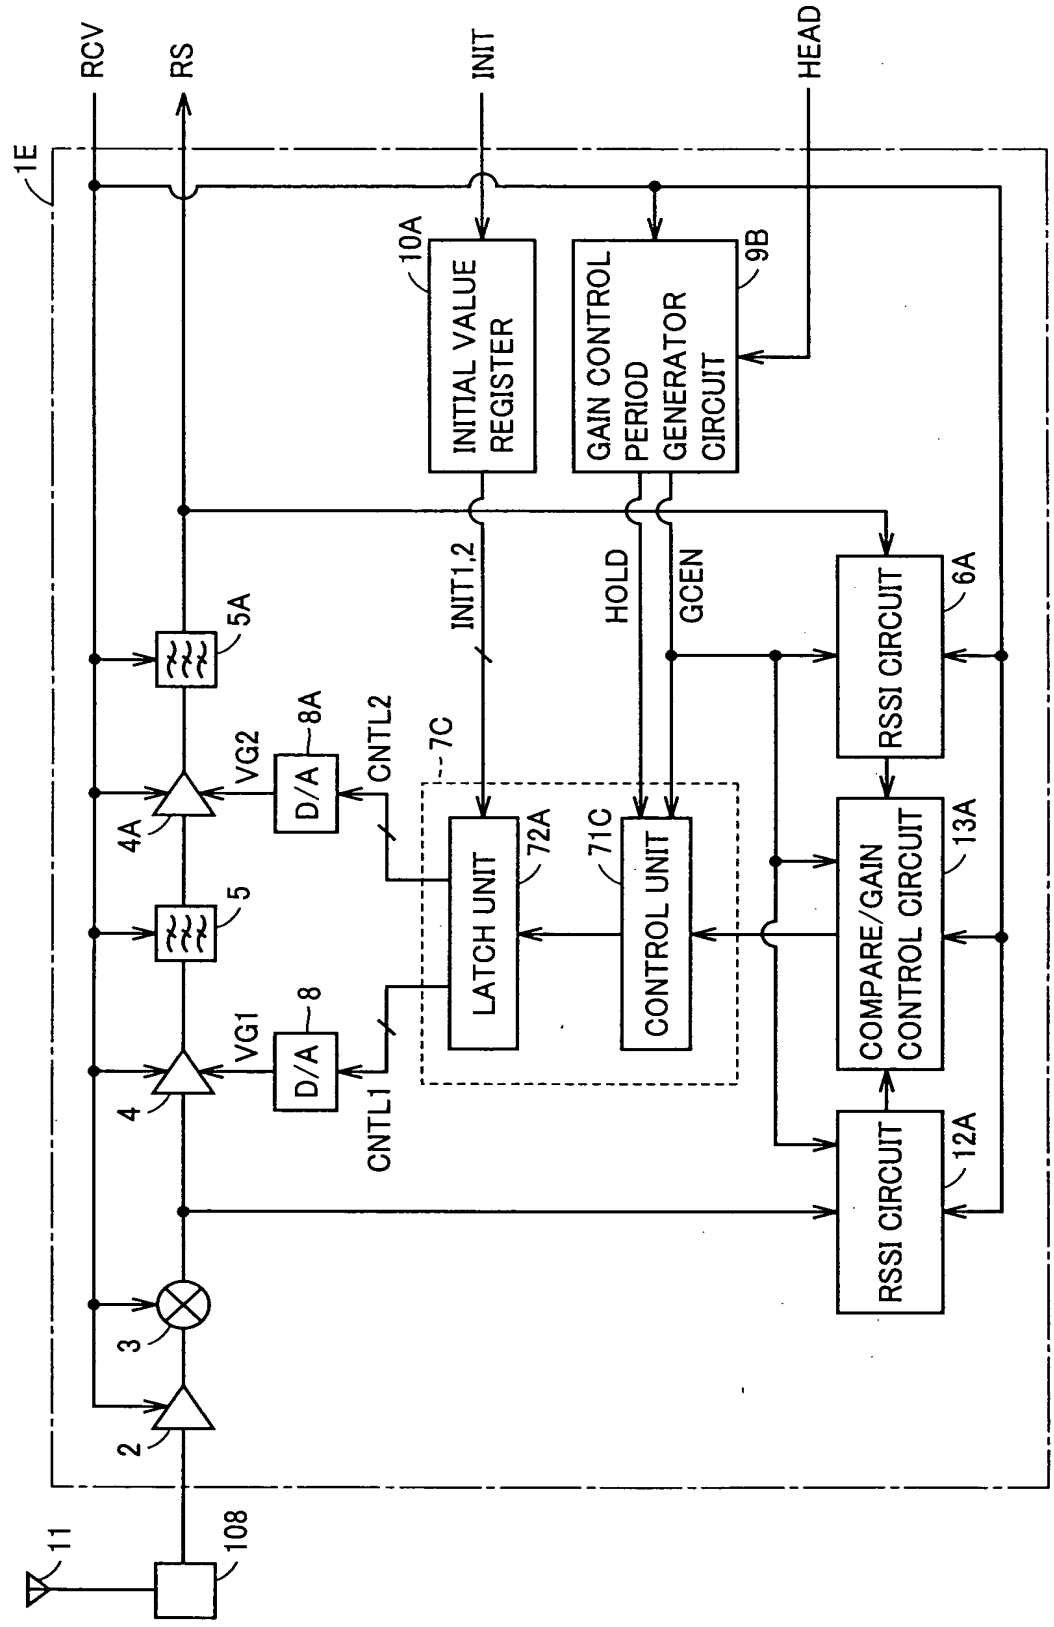 1E
RCV
RS
INIT
HEAD
11
108
2
3
4
5
4A
5A
VG1
VG2
8
D/A
8A
D/A
CNTL1
CNTL2
INIT1,2
10A
INITIAL VALUE
REGISTER
7C
LATCH UNIT
72A
71C
CONTROL UNIT
HOLD
GCEN
GAIN CONTROL
PERIOD
GENERATOR
CIRCUIT
9B
RSSI CIRCUIT
12A
COMPARE/GAIN
CONTROL CIRCUIT
13A
RSSI CIRCUIT
6A